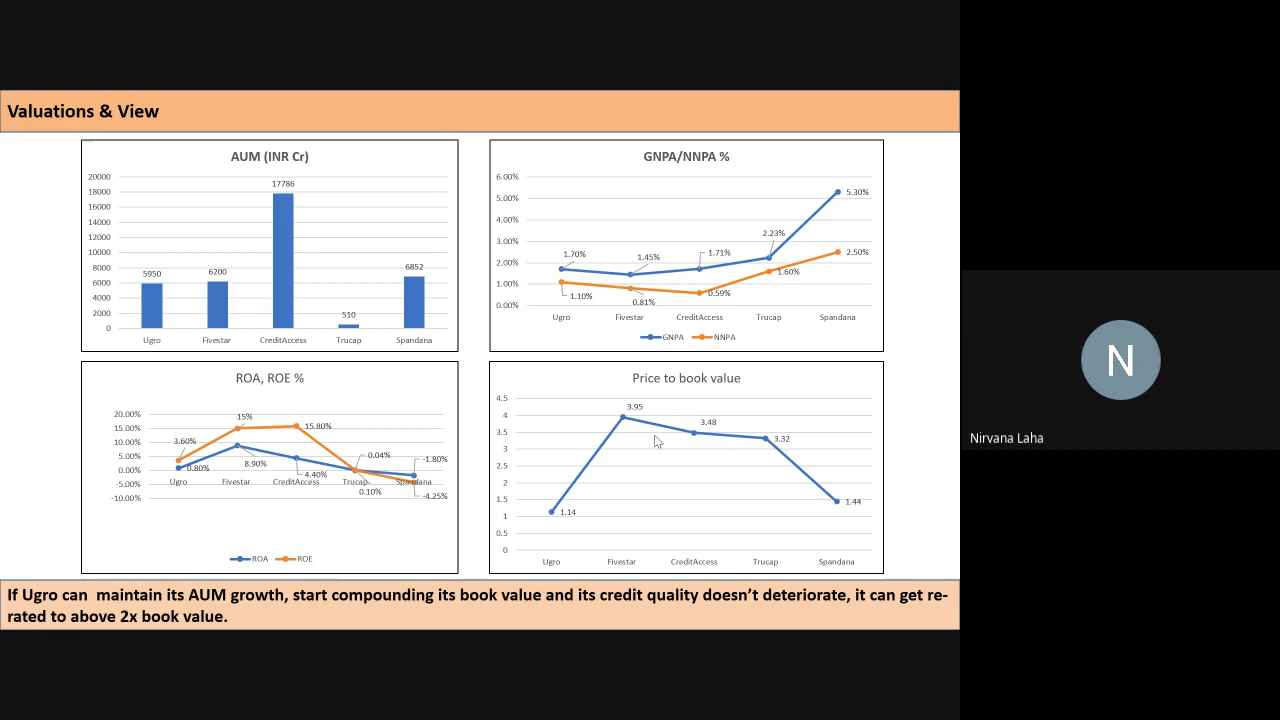 Valuations & View
AUM (INR Cr)
20000
18000
16000
14000
12000
10000
8000
6000
4000
2000
0
5950
6200
17786
510
6852
Ugro
Fivestar
CreditAccess
Trucap
Spandana
GNPA/NNPA %
6.00%
5.00%
4.00%
3.00%
2.00%
1.00%
0.00%
1.70%
1.45%
1.71%
2.23%
5.30%
1.10%
0.81%
0.59%
1.60%
2.50%
Ugro
Fivestar
CreditAccess
Trucap
Spandana
GNPA
NNPA
ROA, ROE %
20.00%
15.00%
10.00%
5.00%
0.00%
-5.00%
-10.00%
3.60%
15%
15.80%
0.04%
-1.80%
0.80%
8.90%
4.40%
0.10%
-4.25%
Ugro
Fivestar
CreditAccess
Trucap
Spandana
ROA
ROE
Price to book value
4.5
4
3.5
3
2.5
2
1.5
1
0.5
0
1.14
3.95
3.48
3.32
1.44
Ugro
Fivestar
CreditAccess
Trucap
Spandana
If Ugro can  maintain its AUM growth, start compounding its book value and its credit quality doesn’t deteriorate, it can get re-
rated to above 2x book value.
N
Nirvana Laha